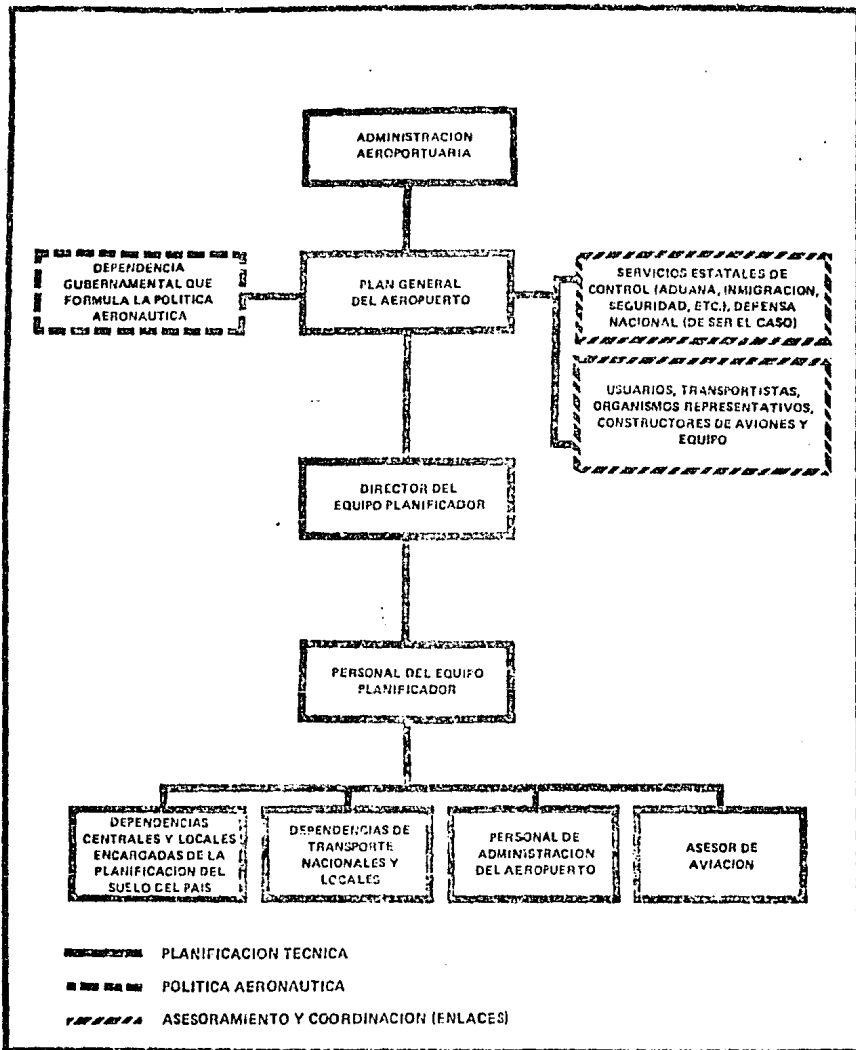 ADMINISTRACION
AEROPORTUARIA
DEPENDENCIA
GUBERNAMENTAL QUE
FORMULA LA POLITICA
AERONAUTICA
PLAN GENERAL
DEL AEROPUERTO
SERVICIOS ESTATALES DE
CONTROL (ADUANA, INMIGRACION,
SEGURIDAD, ETC.), DEFENSA
NACIONAL (DE SER EL CASO)
USUARIOS, TRANSPORTISTAS,
ORGANISMOS REPRESENTATIVOS,
CONSTRUCTORES DE AVIONES Y
EQUIPO
DIRECTOR DEL
EQUIPO PLANIFICADOR
PERSONAL DEL EQUIPO
PLANIFICADOR
DEPENDENCIAS
CENTRALES Y LOCALES
ENCARGADAS DE LA
PLANIFICACION DEL
SUELO DEL PAIS
DEPENDENCIAS DE
TRANSPORTE
NACIONALES Y
LOCALES
PERSONAL DE
ADMINISTRACION
DEL AEROPUERTO
ASESOR DE
AVIACION
PLANIFICACION TECNICA
POLITICA AERONAUTICA
ASESORAMIENTO Y COORDINACION (ENLACES)